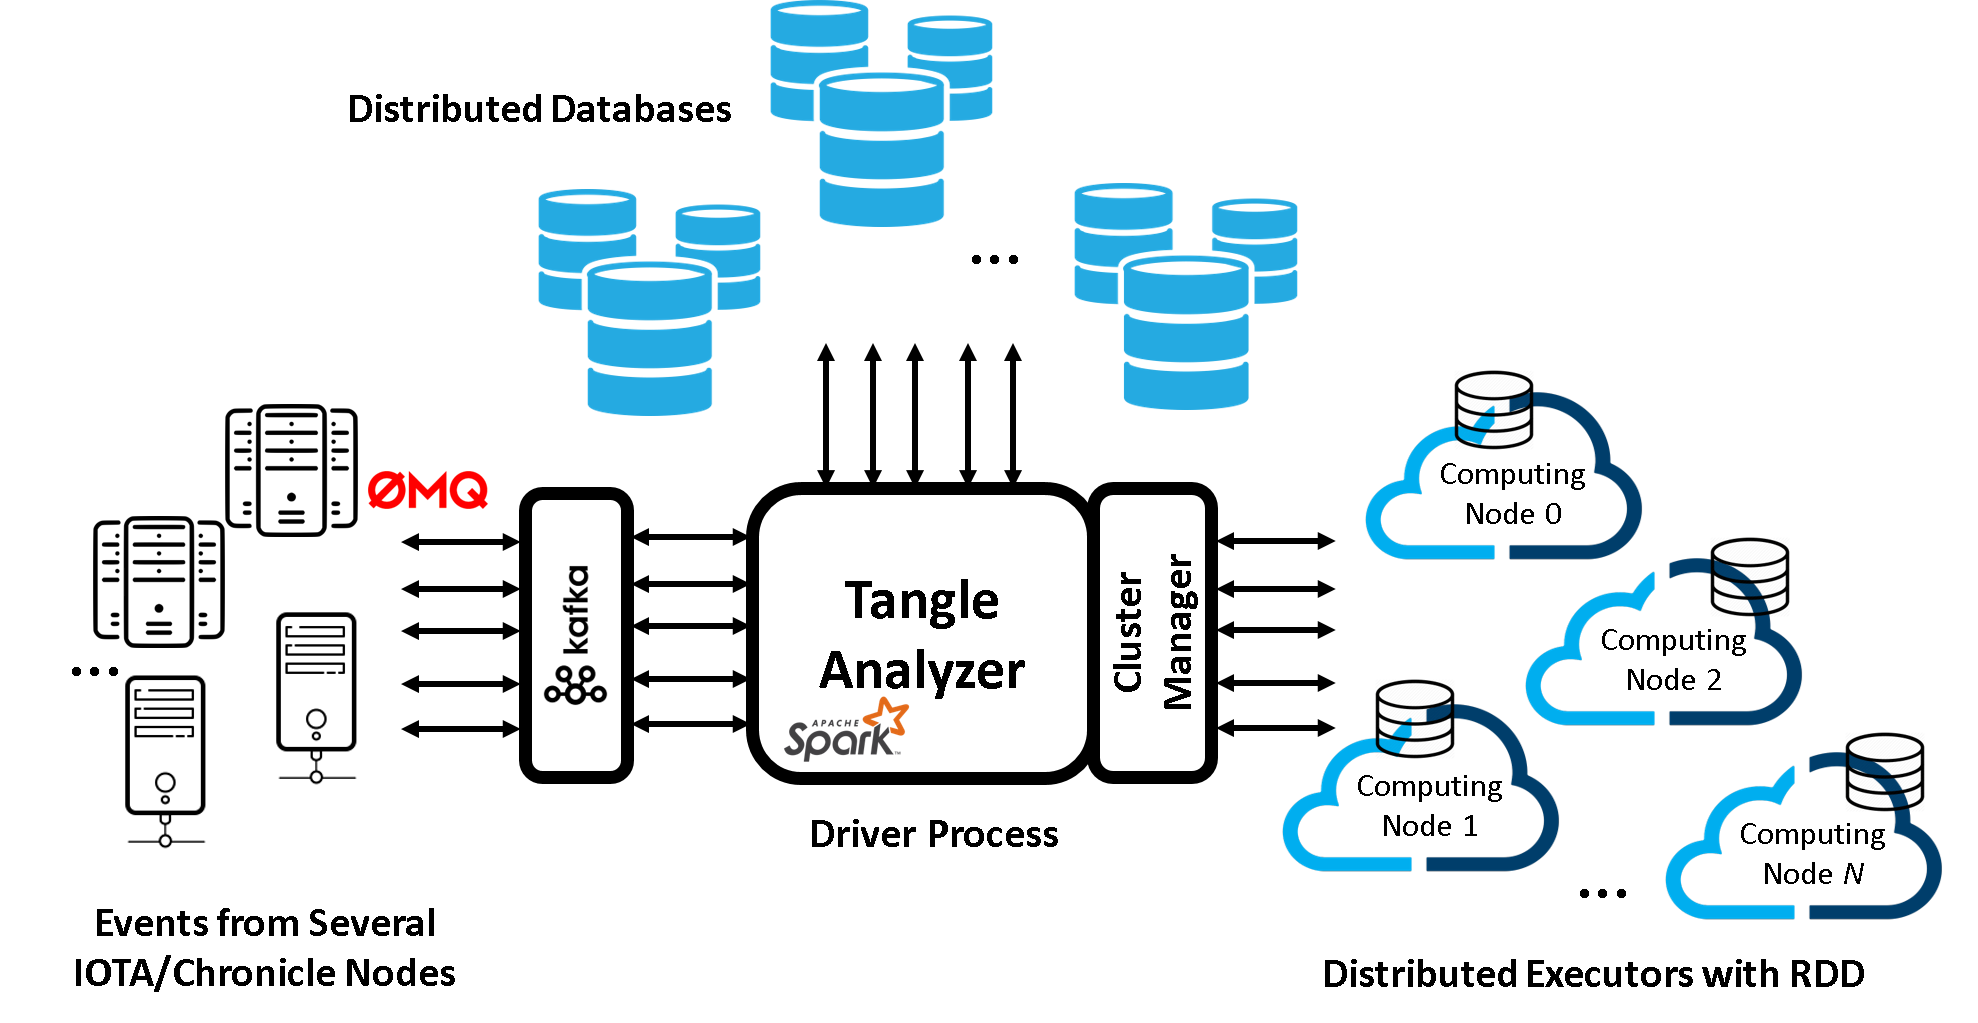 Distributed Databases
...
ØMQ
kafka
Tangle
Analyzer
APACHE
Spark™
Cluster
Manager
Driver Process
...
Events from Several
IOTA/Chronicle Nodes
Computing
Node 0
Computing
Node 2
Computing
Node 1
Computing
Node N
...
Distributed Executors with RDD